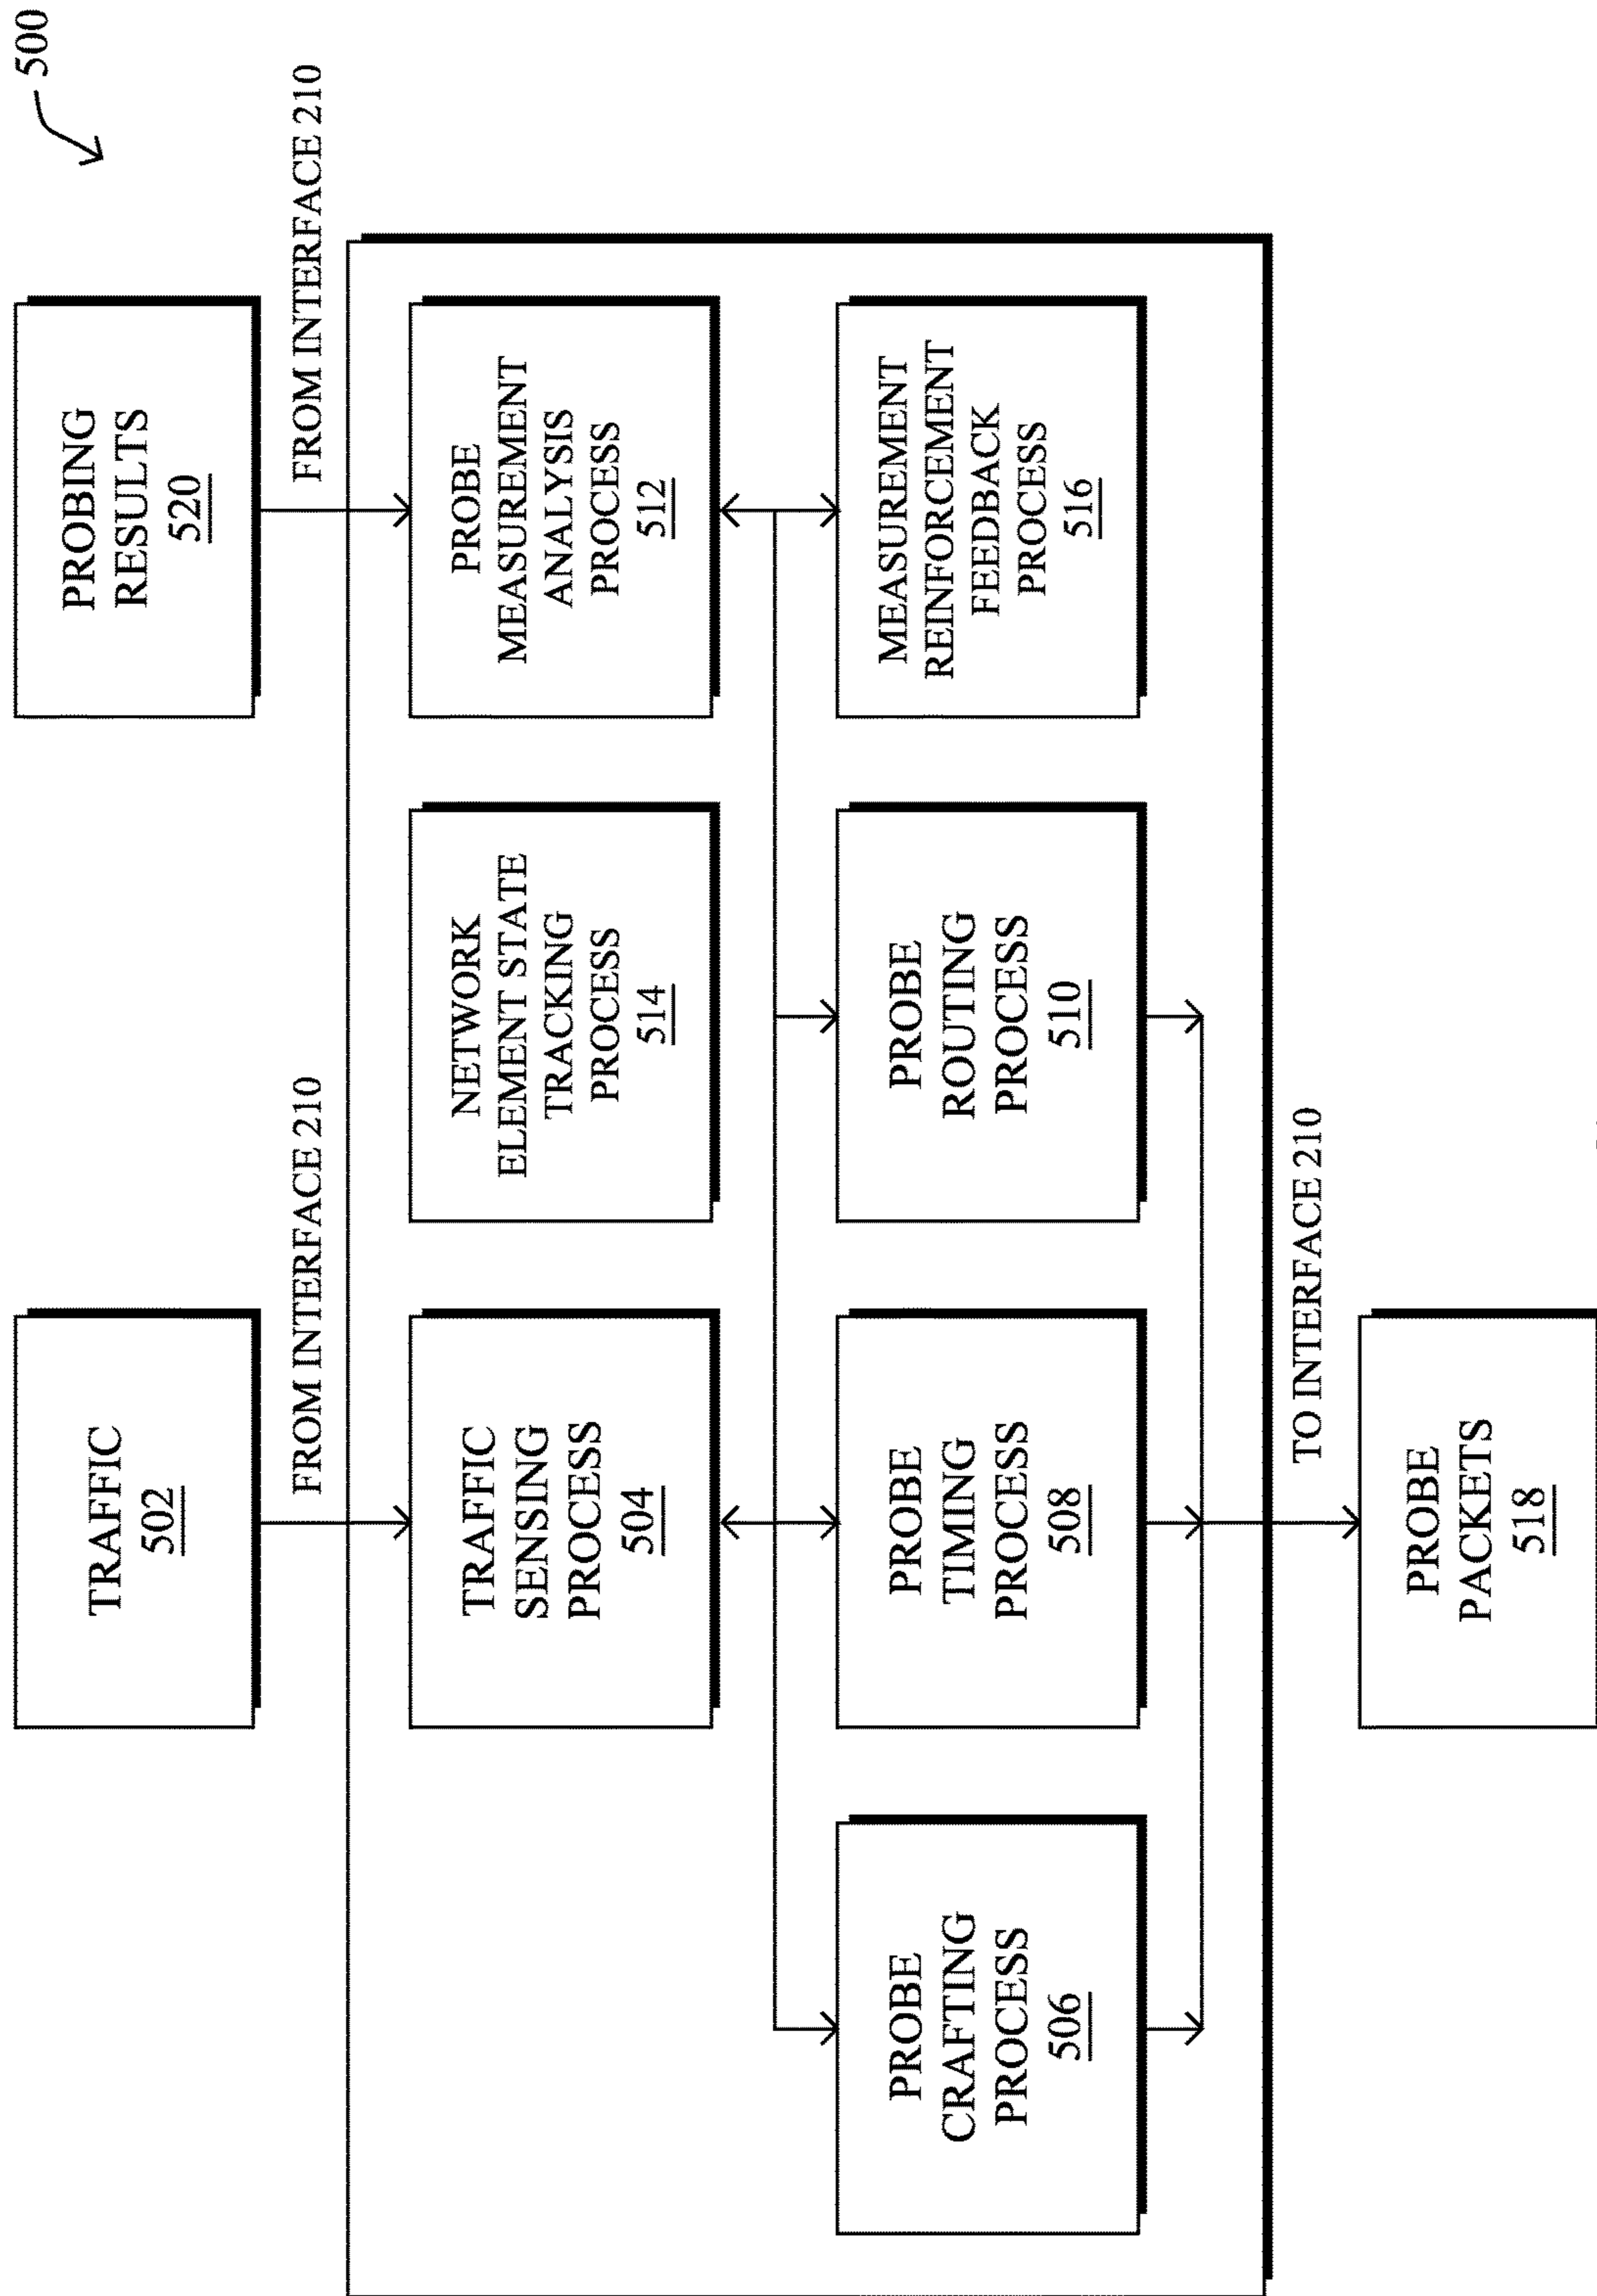 500
TRAFFIC
502
PROBING
RESULTS
520
FROM INTERFACE 210
FROM INTERFACE 210
TRAFFIC
SENSING
PROCESS
504
NETWORK
ELEMENT STATE
TRACKING
PROCESS
514
PROBE
MEASUREMENT
ANALYSIS
PROCESS
512
PROBE
CRAFTING
PROCESS
506
PROBE
TIMING
PROCESS
508
PROBE
ROUTING
PROCESS
510
MEASUREMENT
REINFORCEMENT
FEEDBACK
PROCESS
516
TO INTERFACE 210
PROBE
PACKETS
518